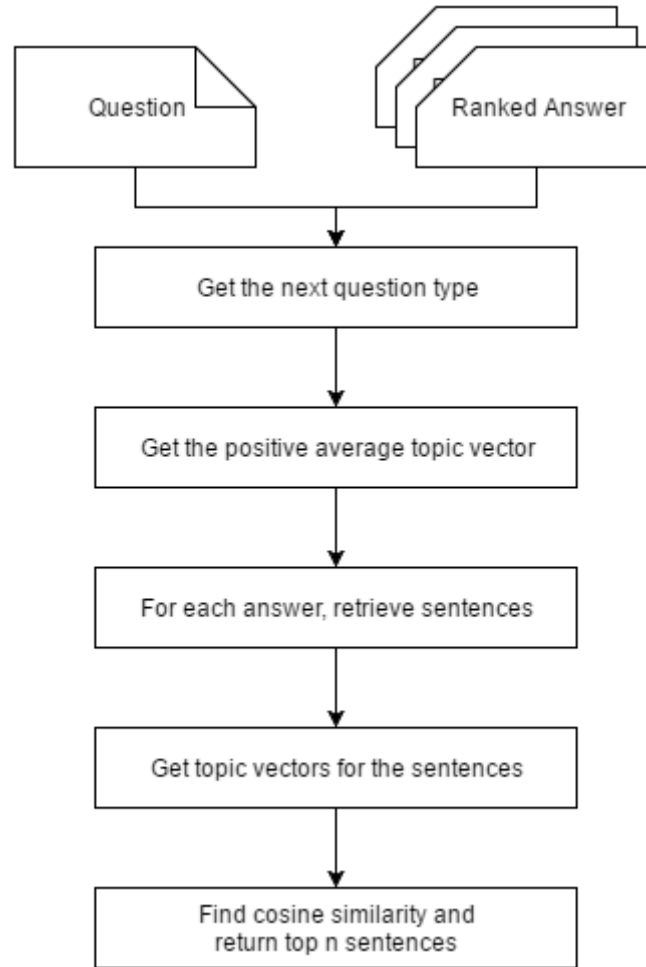 Question
Ranked Answer
Get the next question type
Get the positive average topic vector
For each answer, retrieve sentences
Get topic vectors for the sentences
Find cosine similarity and
return top n sentences